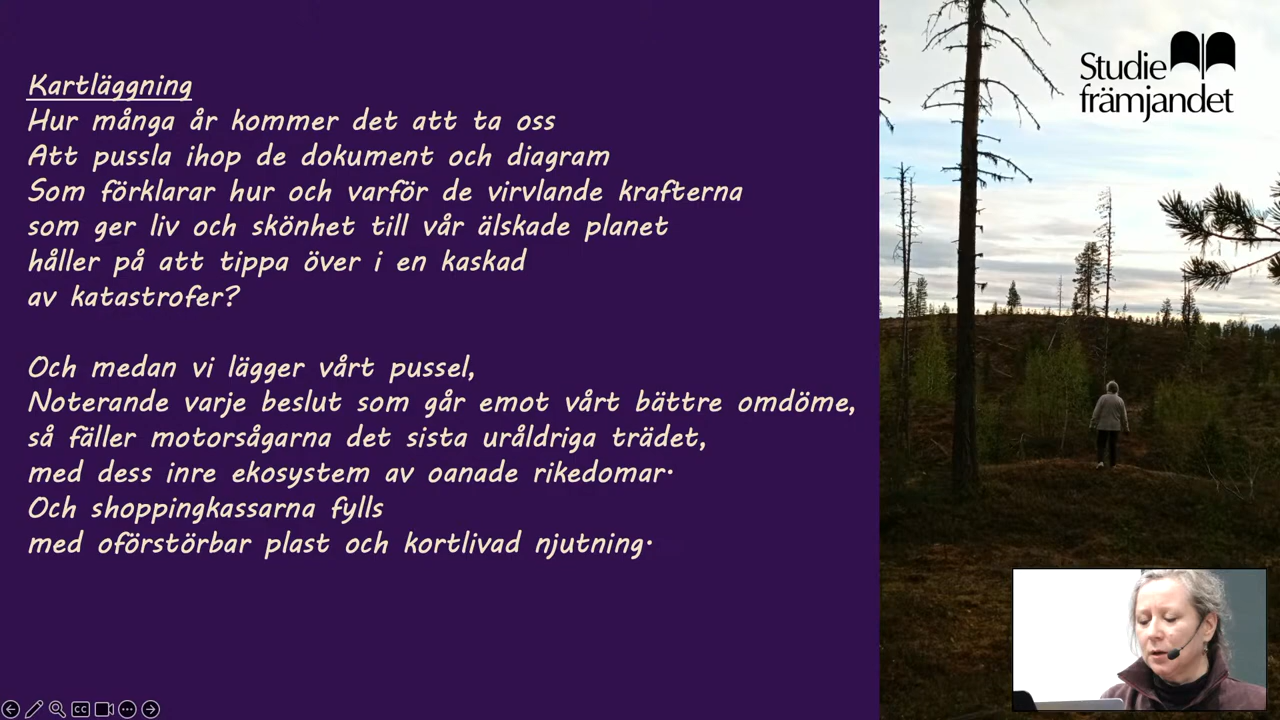 Kartläggning
Hur många år kommer det att ta oss
Att pussla ihop de dokument och diagram
Som förklarar hur och varför de virvlande krafterna
som ger liv och skönhet till vår älskade planet
håller på att tippa över i en kaskad
av katastrofer?
Och medan vi lägger vårt pussel,
Noterande varje beslut som går emot vårt bättre omdöme,
så fäller motorsågarna det sista uråldriga trädet,
med dess inre ekosystem av oanade rikedomar.
Och shoppingkassarna fylls
med oförstörbar plast och kortlivad njutning.
Studie
främjandet
CC